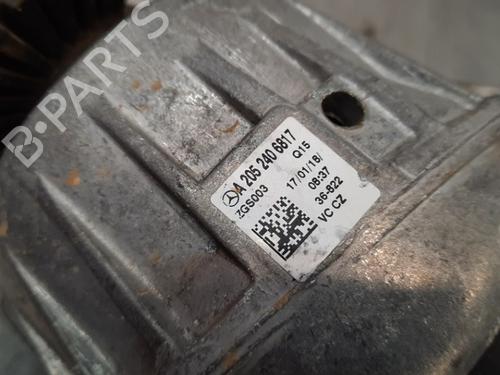 B-PARTS
A 205 240 6817
ZGS003 Q15
17/01/18/
08:37
36-822
VC CZ